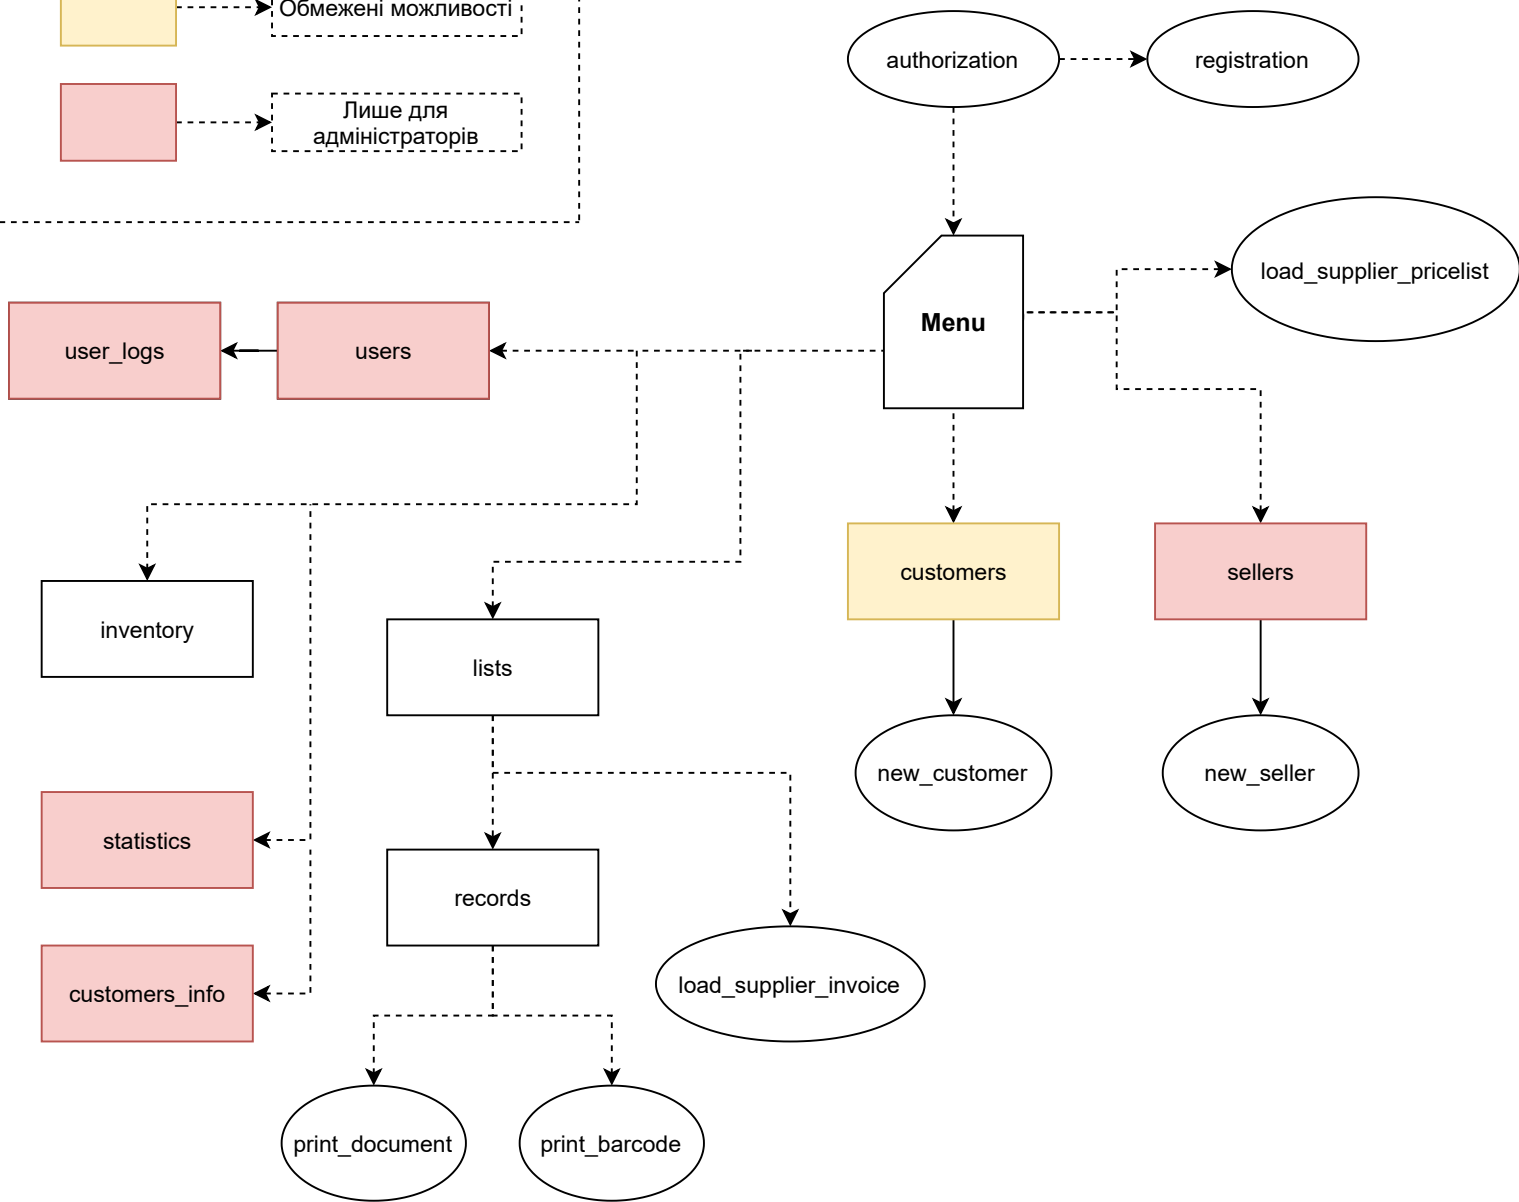 Обмежені можливості
Лише для
адміністраторів
authorization
registration
load_supplier_pricelist
Menu
user_logs
users
customers
sellers
inventory
lists
new_customer
new_seller
statistics
records
customers_info
load_supplier_invoice
print_document
print_barcode